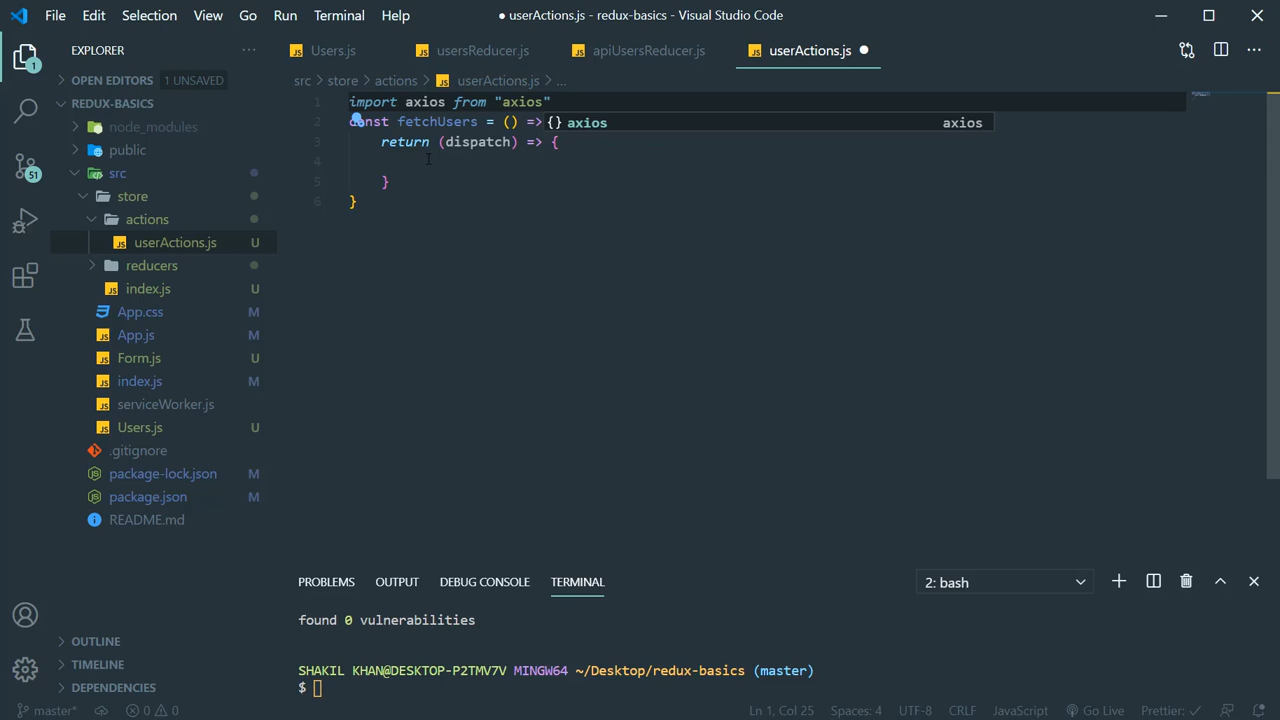 File Edit Selection View Go Run Terminal Help
● userActions.js - redux-basics - Visual Studio Code
EXPLORER
Users.js
usersReducer.js
apiUsersReducer.js
userActions.js
OPEN EDITORS 1 UNSAVED
REDUX-BASICS
node_modules
public
src
store
actions
userActions.js U
reducers
index.js U
App.css M
App.js M
Form.js U
index.js M
serviceWorker.js
Users.js U
.gitignore
package-lock.json M
package.json M
README.md
OUTLINE
TIMELINE
DEPENDENCIES
1
51
src > store > actions > userActions.js > ...
1 import axios from "axios"
2 const fetchUsers = () =>
{} axios axios
3 return (dispatch) => {
4
5 }
6 }
PROBLEMS OUTPUT DEBUG CONSOLE TERMINAL
2: bash
found 0 vulnerabilities
SHAKIL KHAN@DESKTOP-P2TMV7V MINGW64 ~/Desktop/redux-basics (master)
$
master* 0 0 Ln 1, Col 25 Spaces: 4 UTF-8 CRLF JavaScript Go Live Prettier: ✓